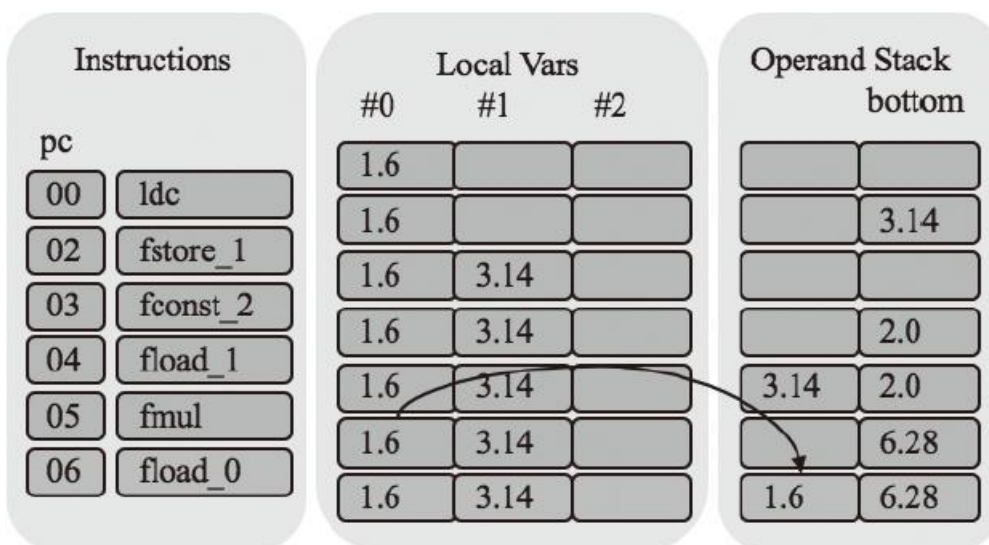 Instructions
pc
00 ldc
02 fstore_1
03 fconst_2
04 fload_1
05 fmul
06 fload_0
Local Vars
#0 #1 #2
1.6
1.6
1.6 3.14
1.6 3.14
1.6 3.14
1.6 3.14
1.6 3.14
Operand Stack
bottom
3.14
2.0
3.14 2.0
6.28
1.6 6.28